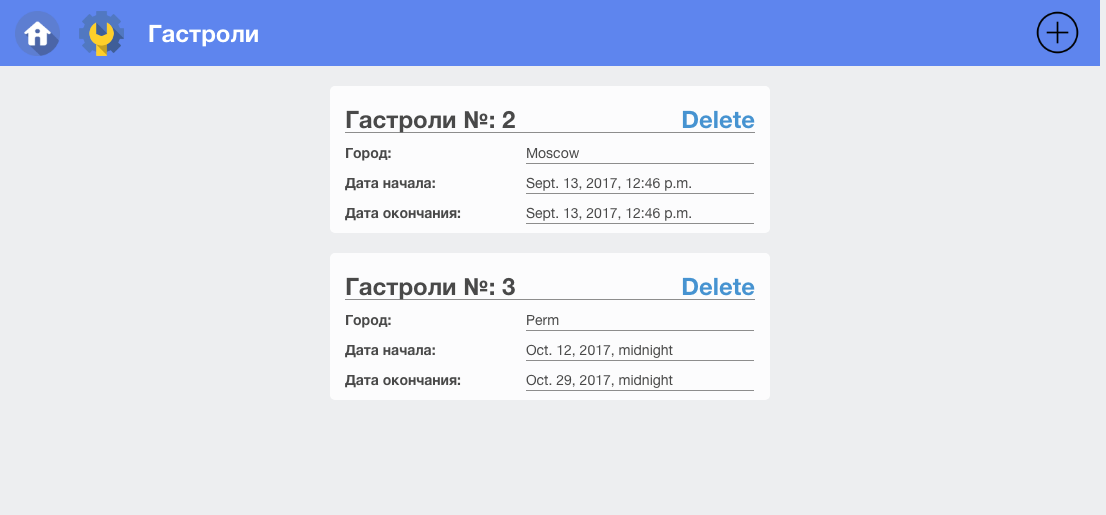 Гастроли
Гастроли №: 2 Delete
Город: Moscow
Дата начала: Sept. 13, 2017, 12:46 p.m.
Дата окончания: Sept. 13, 2017, 12:46 p.m.
Гастроли №: 3 Delete
Город: Perm
Дата начала: Oct. 12, 2017, midnight
Дата окончания: Oct. 29, 2017, midnight